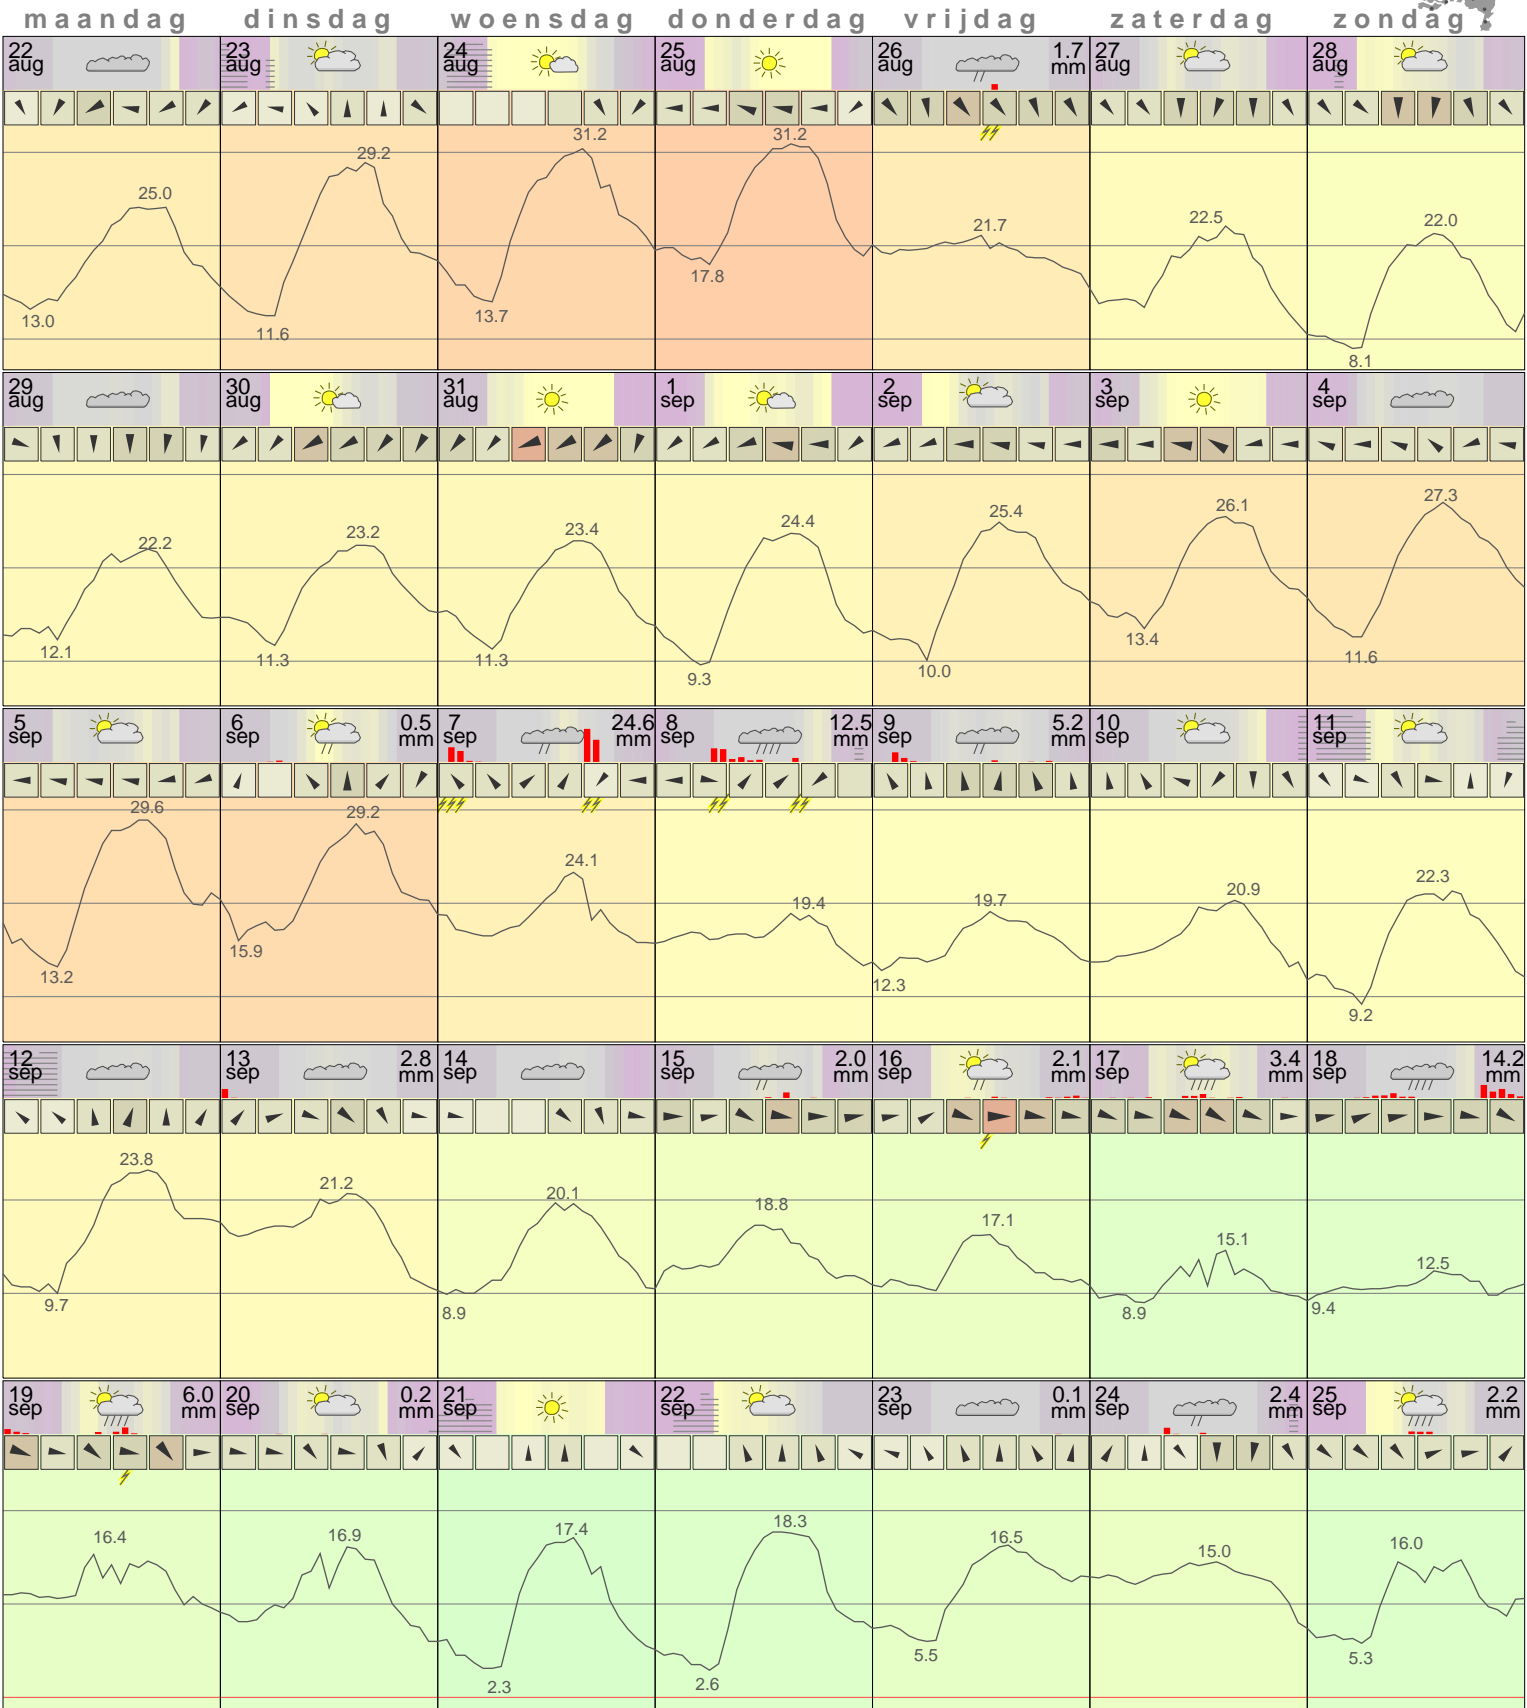 maandag dinsdag woensdag donderdag vrijdag zaterdag zondag
22 aug 23 aug 24 aug 25 aug 26 aug 1.7 mm 27 aug 28 aug
25.0 29.2 31.2 31.2 21.7 22.5 22.0
13.0 11.6 13.7 17.8 8.1
29 aug 30 aug 31 aug 1 sep 2 sep 3 sep 4 sep
22.2 23.2 23.4 24.4 25.4 26.1 27.3
12.1 11.3 11.3 9.3 10.0 13.4 11.6
5 sep 6 sep 0.5 mm 7 sep 24.6 mm 8 sep 12.5 mm 9 sep 5.2 mm 10 sep 11 sep
29.6 29.2 24.1 19.4 19.7 20.9 22.3
13.2 15.9 12.3 9.2
12 sep 13 sep 2.8 mm 14 sep 15 sep 2.0 mm 16 sep 2.1 mm 17 sep 3.4 mm 18 sep 14.2 mm
23.8 21.2 20.1 18.8 17.1 15.1 12.5
9.7 8.9 8.9 9.4
19 sep 6.0 mm 20 sep 0.2 mm 21 sep 22 sep 23 sep 0.1 mm 24 sep 2.4 mm 25 sep 2.2 mm
16.4 16.9 17.4 18.3 16.5 15.0 16.0
2.3 2.6 5.5 5.3